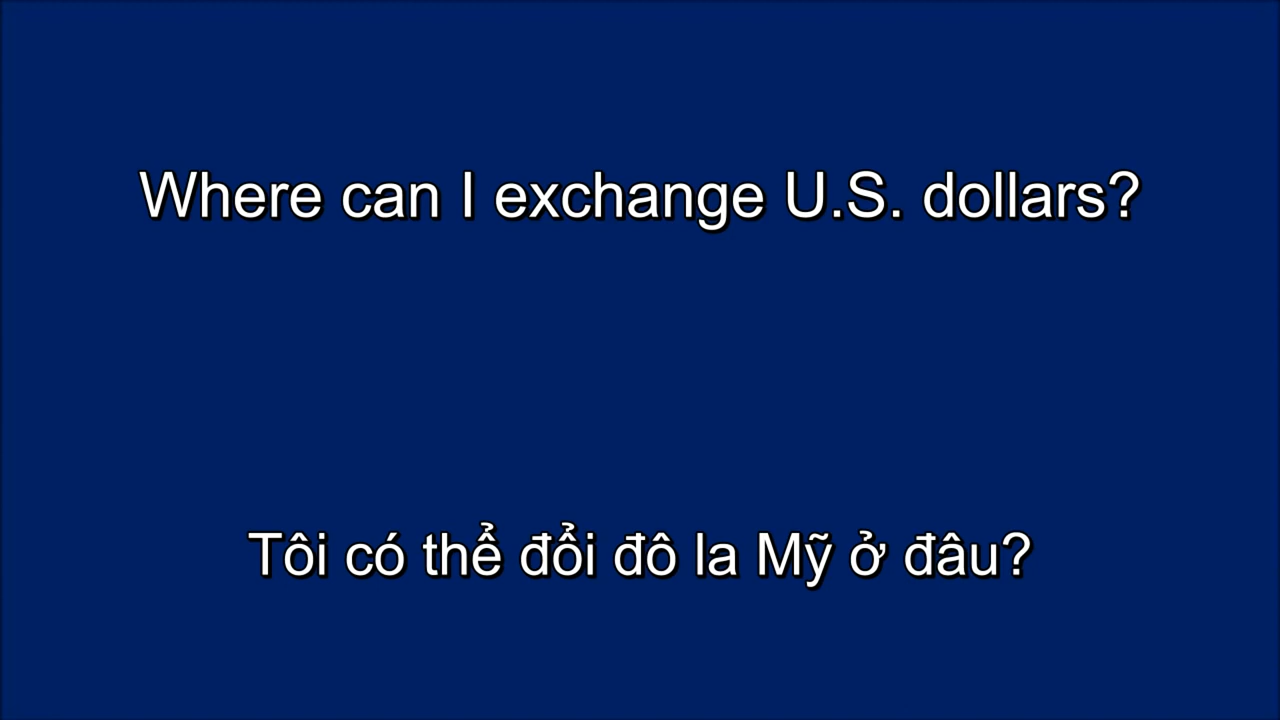 Where can I exchange U.S. dollars?
Tôi có thể đổi đô la Mỹ ở đâu?